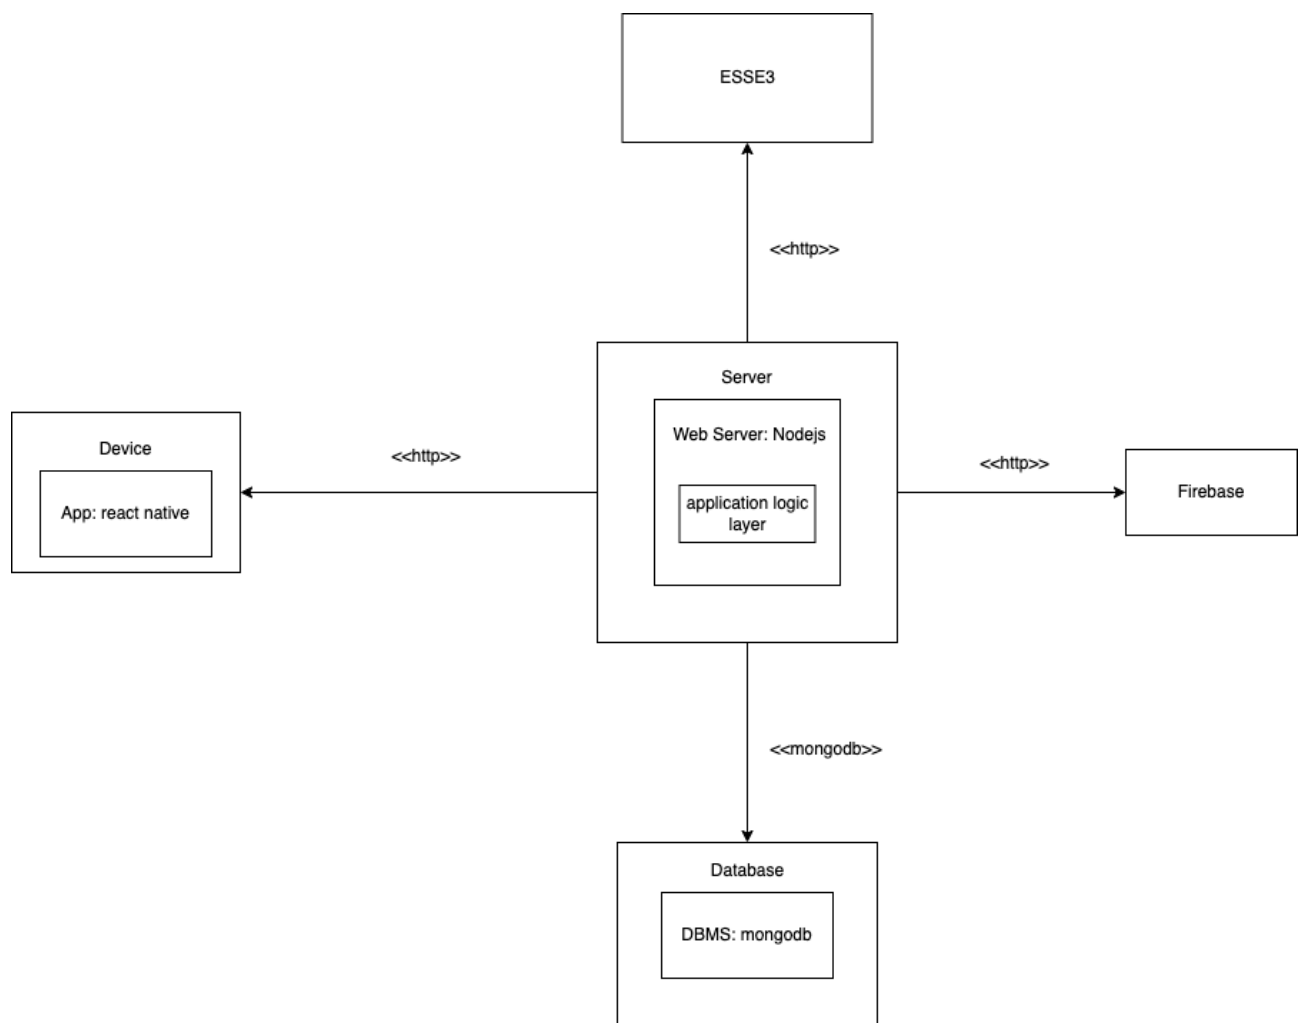 ESSE3
<<http>>
Server
Web Server: Nodejs
application logic
layer
Device
App: react native
<<http>>
<<http>>
Firebase
<<mongodb>>
Database
DBMS: mongodb